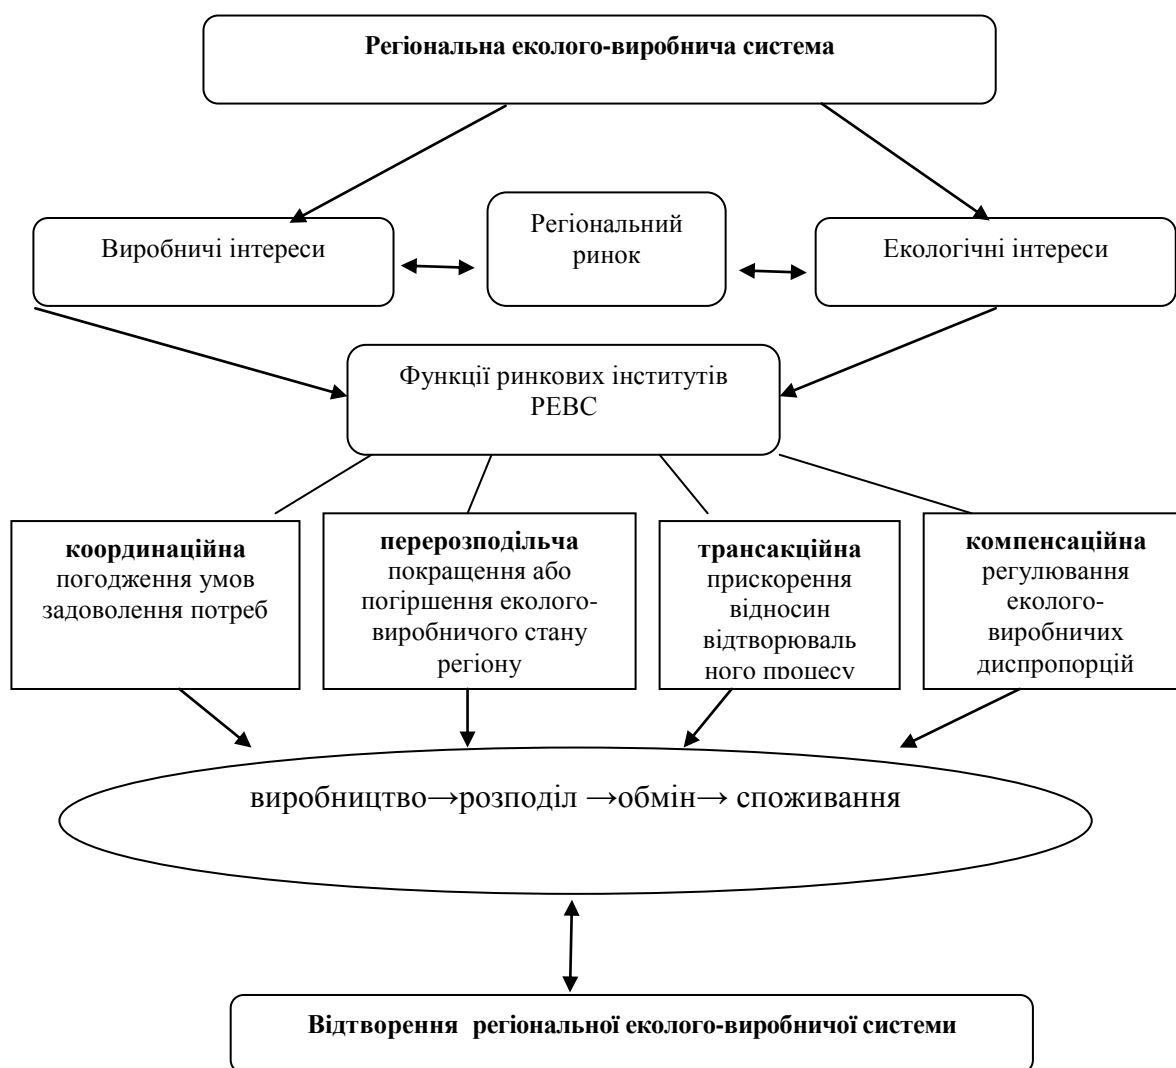 Регіональна еколого-виробнича система
Виробничі інтереси
Регіональний
ринок
Екологічні інтереси
Функції ринкових інститутів
РЕВС
координаційна
погодження умов
задоволення потреб
перерозподільча
покращення або
погіршення еколого-
виробничого стану
регіону
трансакційна
прискорення
відносин
відтворюваль
ного процесу
компенсаційна
регулювання
еколого-
виробничих
диспропорцій
виробництво→розподіл →обмін→ споживання
Відтворення регіональної еколого-виробничої системи